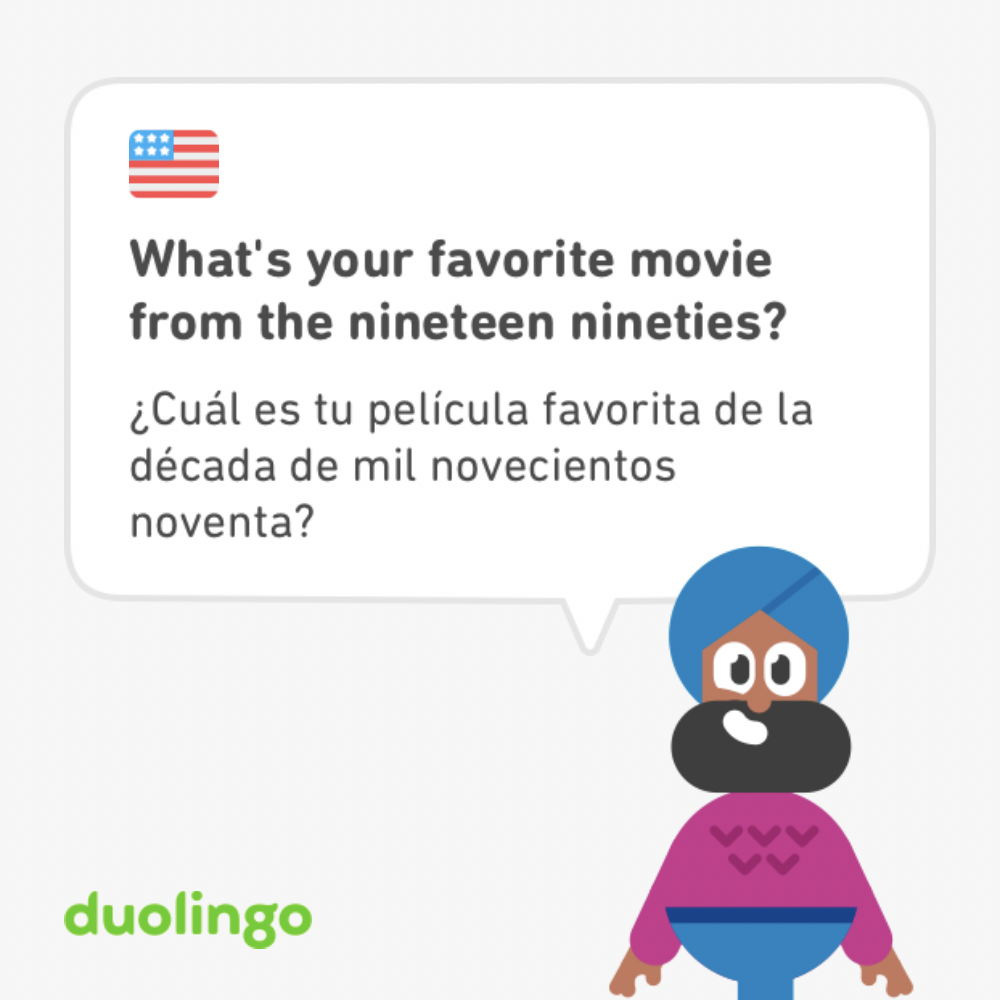 What's your favorite movie
from the nineteen nineties?
¿Cuál es tu película favorita de la
década de mil novecientos
noventa?
duolingo